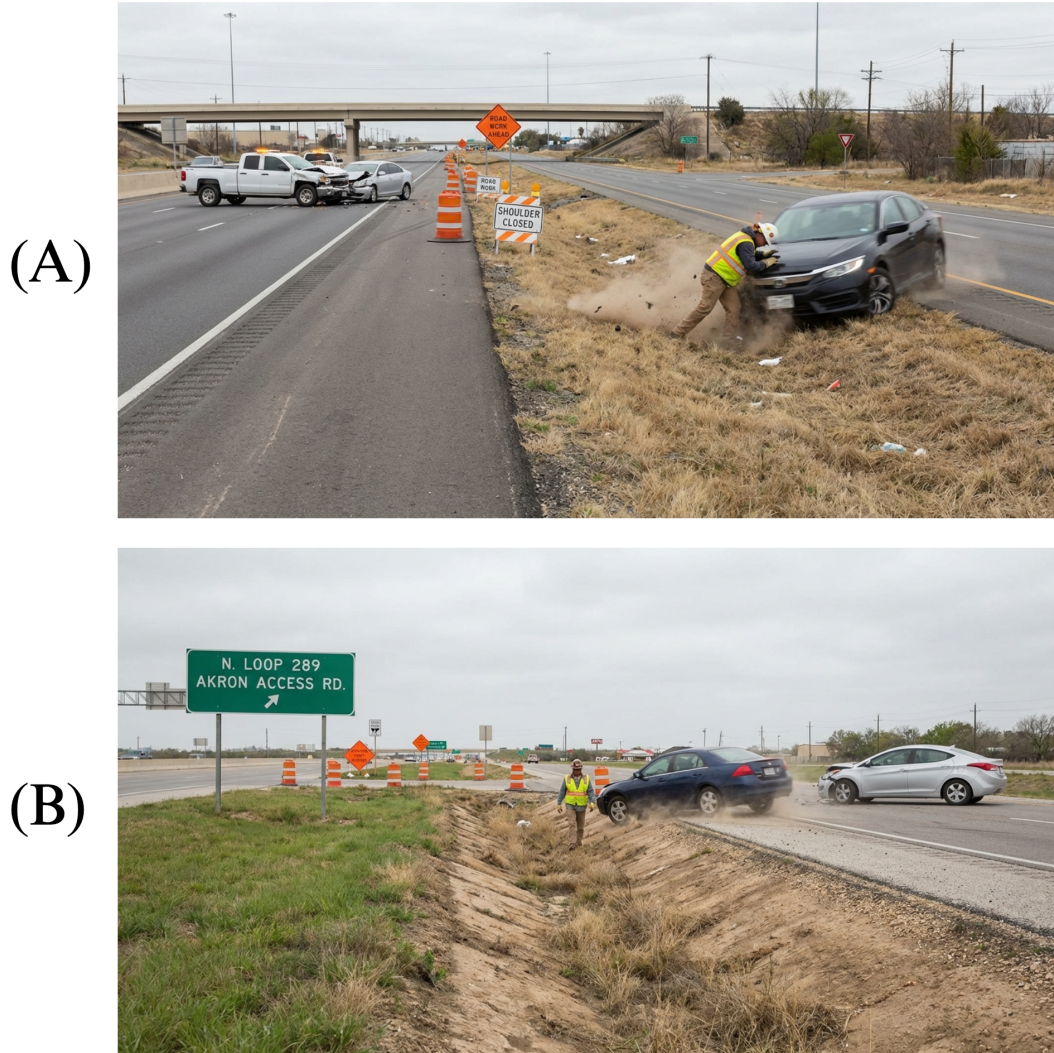 (A)
ROAD
WORK
AHEAD
ROAD
WORK
SHOULDER
CLOSED
(B)
N. LOOP 289
AKRON ACCESS RD.